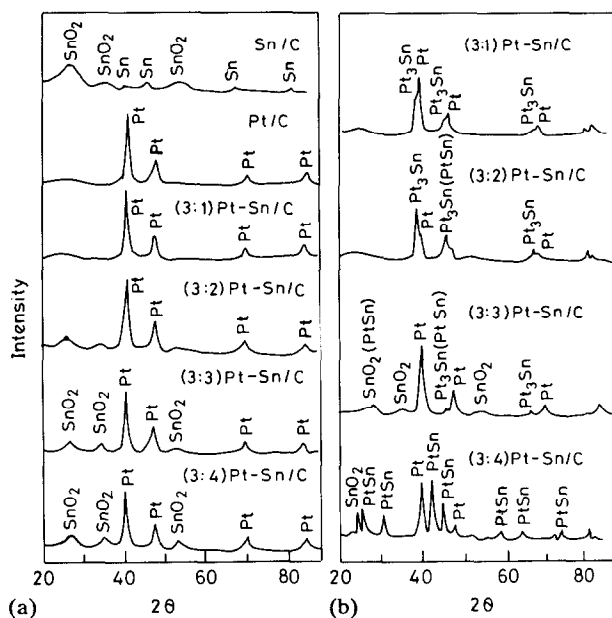 Intensity
Sn/C
SnO2
SnO2
Sn
Sn
SnO2
Sn
Sn
Pt/C
Pt
Pt
Pt
Pt
(3:1)Pt-Sn/C
Pt
Pt
Pt
Pt
(3:2)Pt-Sn/C
Pt
Pt
Pt
Pt
(3:3)Pt-Sn/C
SnO2
SnO2
Pt
Pt
SnO2
Pt
Pt
(3:4)Pt-Sn/C
SnO2
SnO2
Pt
Pt
SnO2
Pt
Pt
20 40 60 80
(a) 2θ
(3:1)Pt-Sn/C
Pt3Sn
Pt
Pt3Sn
Pt
Pt3Sn
Pt
(3:2)Pt-Sn/C
Pt3Sn
Pt
Pt3Sn(PtSn)
Pt3Sn
Pt
(3:3)Pt-Sn/C
SnO2(PtSn)
SnO2
Pt
Pt3Sn(PtSn)
Pt
SnO2
Pt3Sn
Pt
(3:4)Pt-Sn/C
SnO2
PtSn
PtSn
Pt
PtSn
PtSn
Pt
PtSn
PtSn
PtSn
20 40 60 80
(b) 2θ